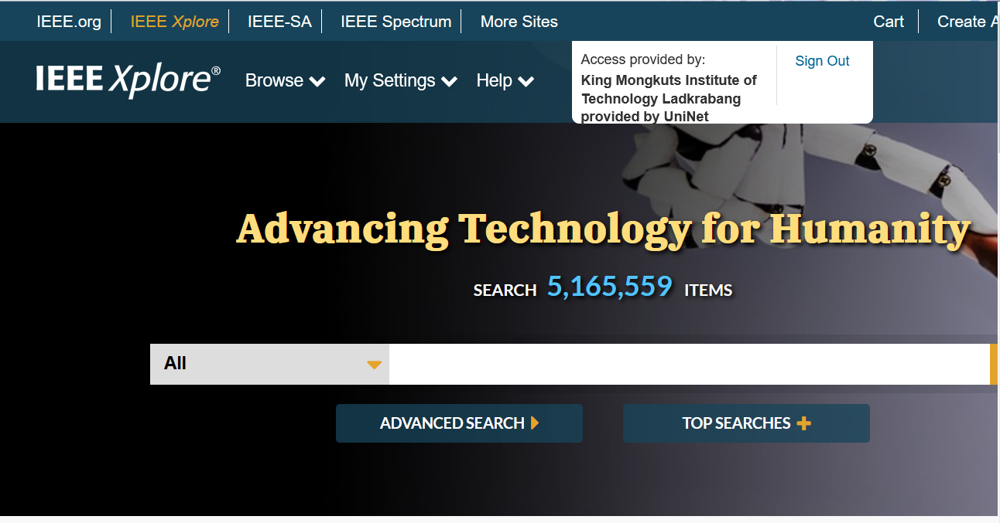 IEEE.org IEEE Xplore IEEE-SA IEEE Spectrum More Sites Cart Create
IEEE Xplore® Browse My Settings Help
Access provided by: Sign Out
King Mongkuts Institute of
Technology Ladkrabang
provided by UniNet
Advancing Technology for Humanity
SEARCH 5,165,559 ITEMS
All
ADVANCED SEARCH TOP SEARCHES